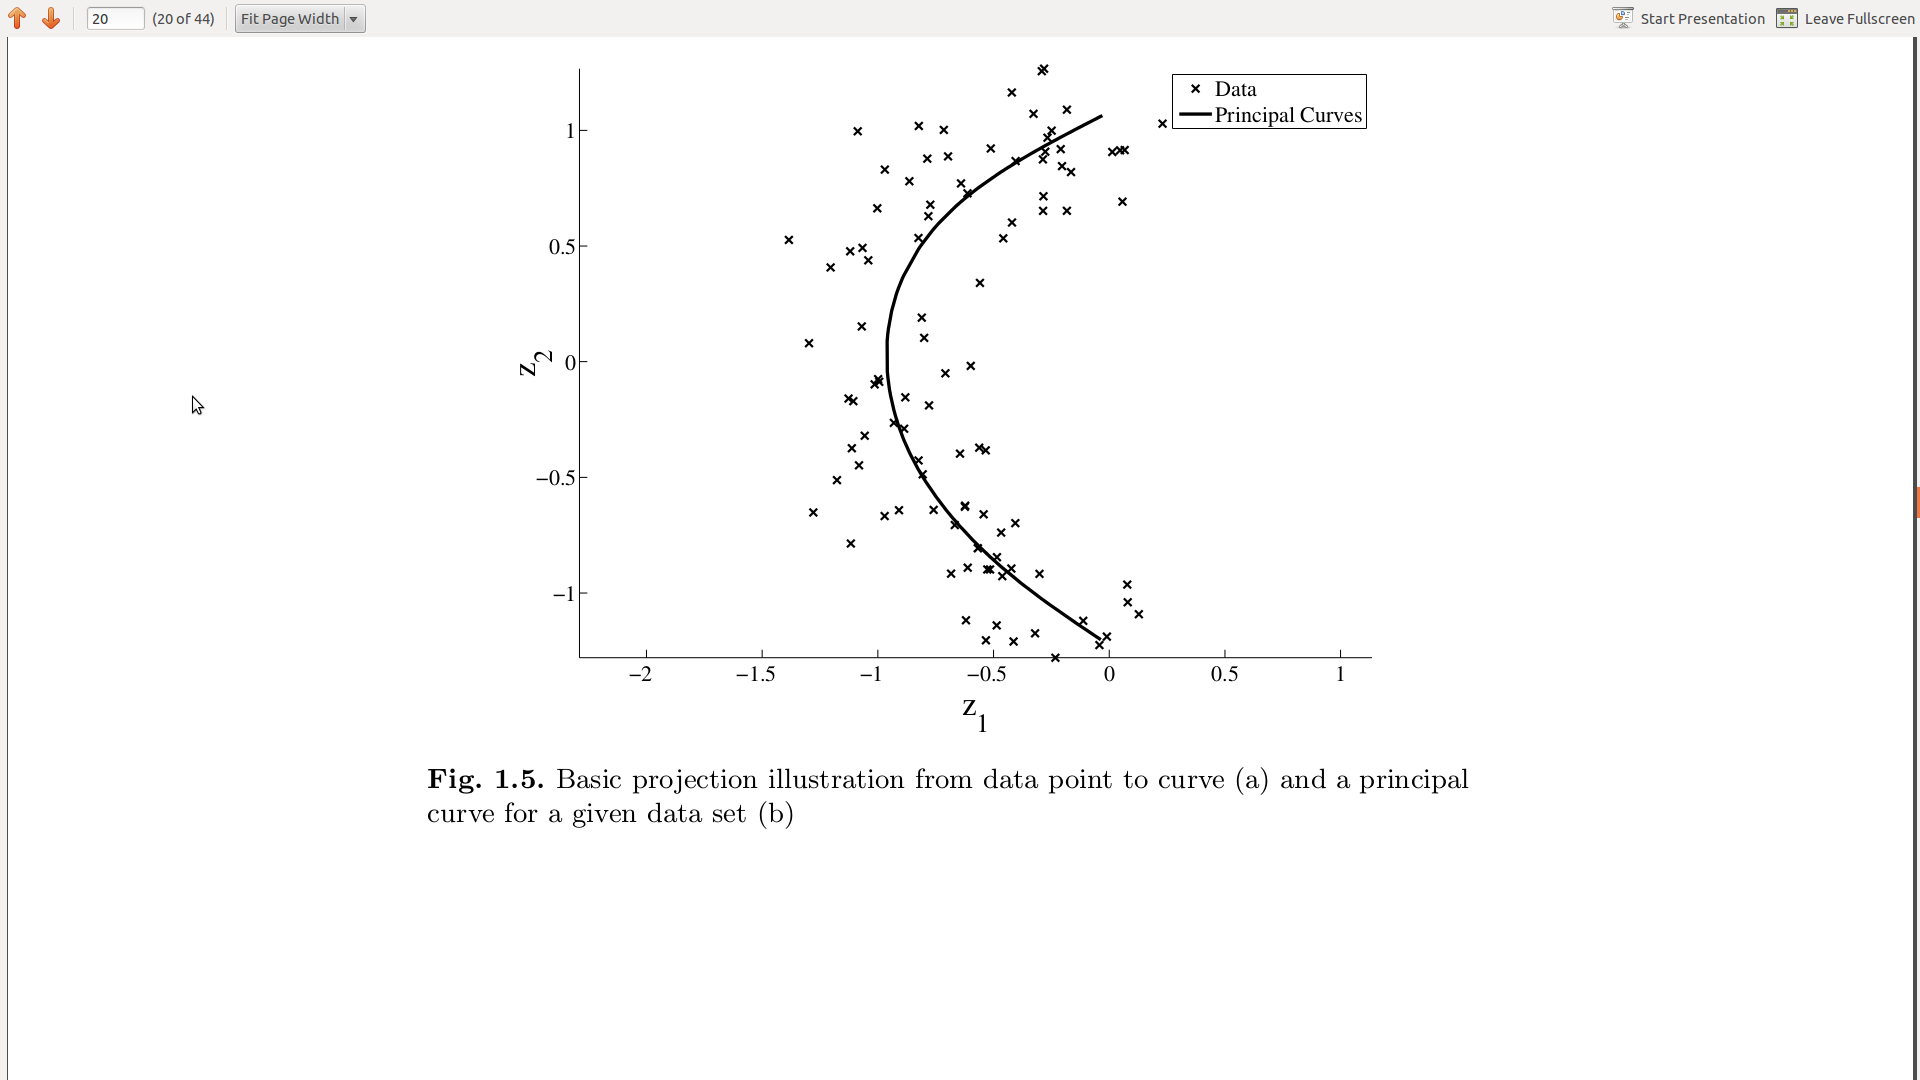 20 (20 of 44) Fit Page Width Start Presentation Leave Fullscreen
Data
Principal Curves
1
0.5
0
−0.5
−1
z2
−2 −1.5 −1 −0.5 0 0.5 1
z1
Fig. 1.5. Basic projection illustration from data point to curve (a) and a principal
curve for a given data set (b)